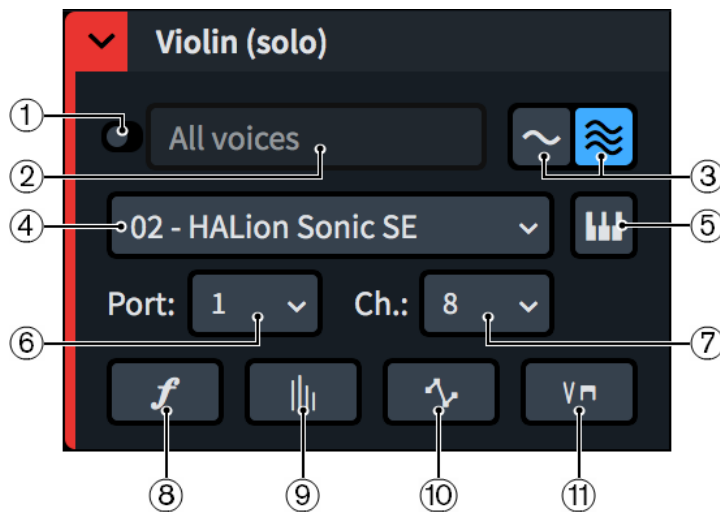 Violin (solo)
①
All voices
②
③
④
02 - HALion Sonic SE
⑤
Port: 1 Ch.: 8
⑥
⑦
f
V
⑧ ⑨ ⑩ ⑪